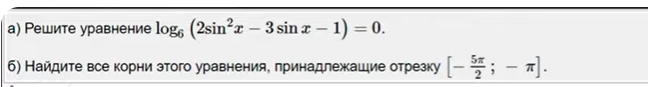 а) Решите уравнение log₆ (2sin²x − 3 sin x − 1) = 0.
б) Найдите все корни этого уравнения, принадлежащие отрезку [− 5π/2 ; − π].